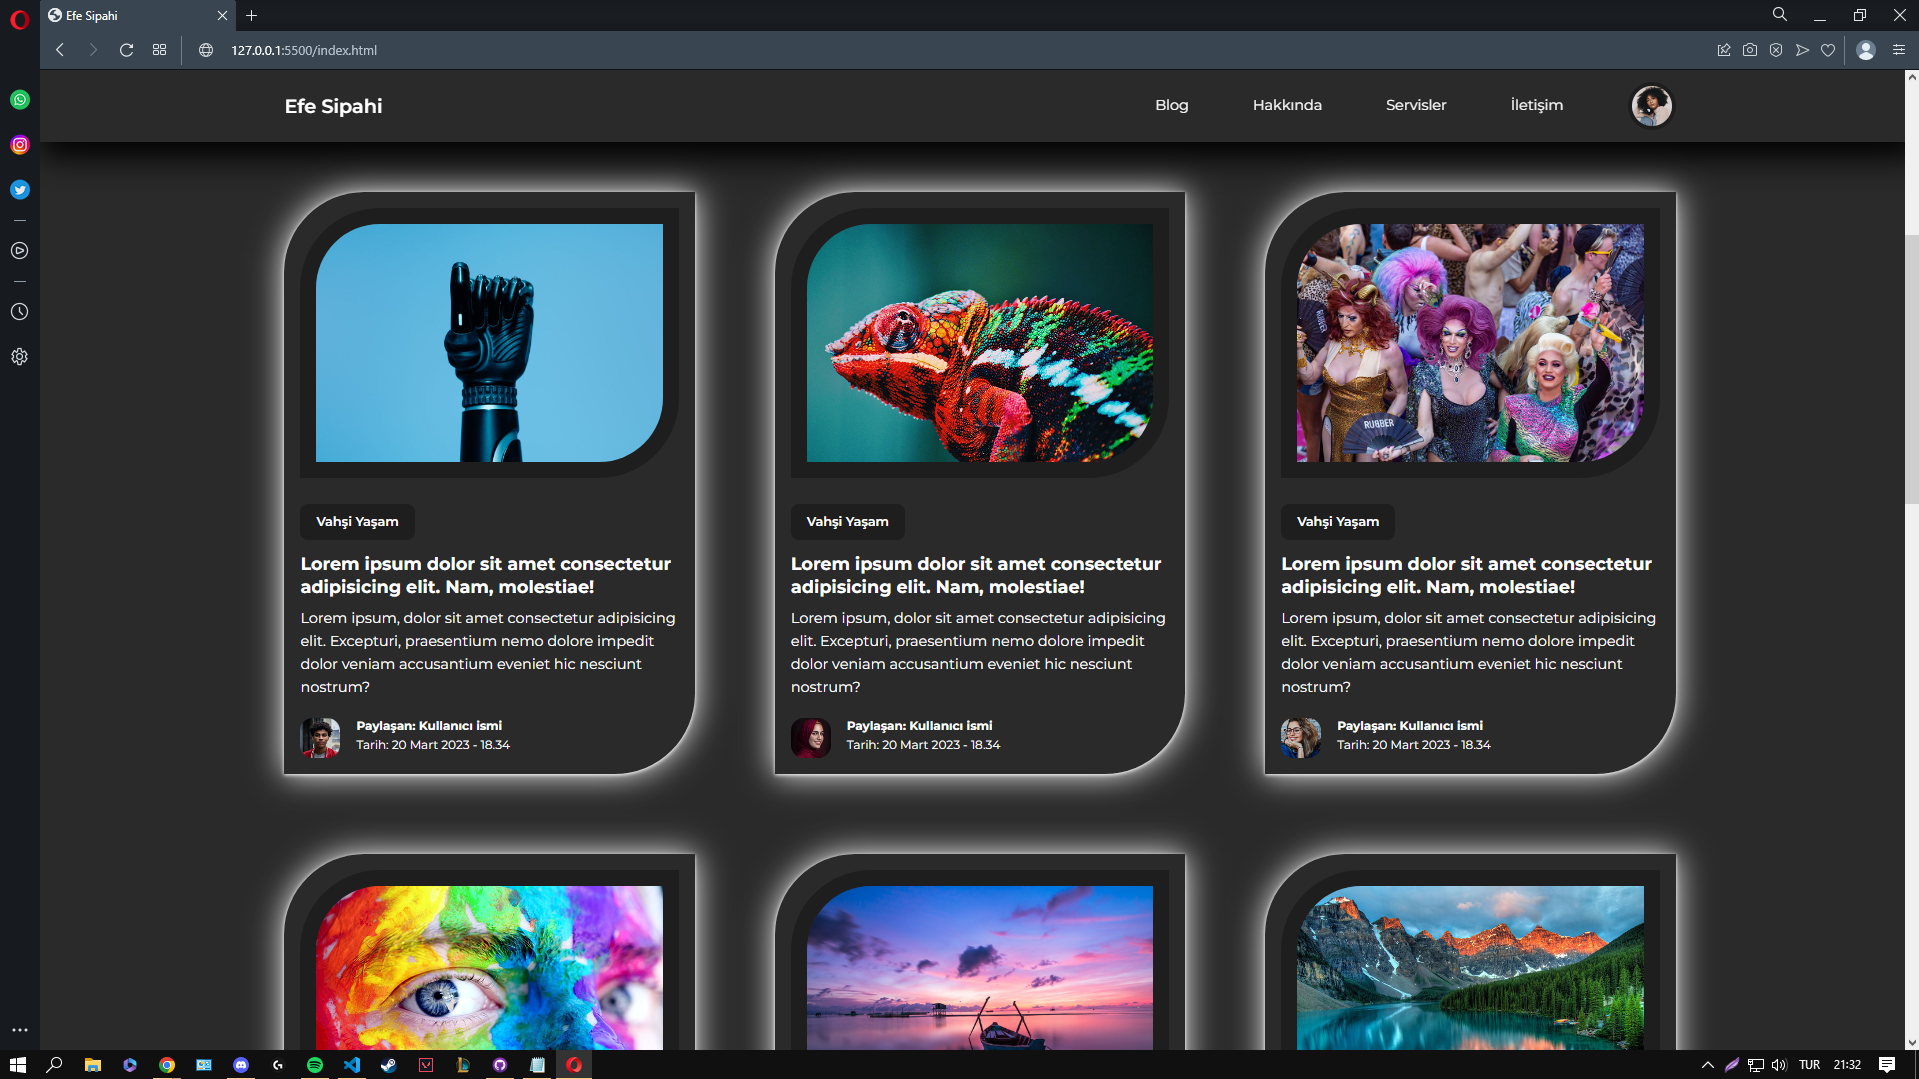 Efe Sipahi
127.0.0.1:5500/index.html
Efe Sipahi
Blog
Hakkında
Servisler
İletişim
RUBBER
RUBBER
Vahşi Yaşam
Lorem ipsum dolor sit amet consectetur
adipisicing elit. Nam, molestiae!
Lorem ipsum, dolor sit amet consectetur adipisicing
elit. Excepturi, praesentium nemo dolore impedit
dolor veniam accusantium eveniet hic nesciunt
nostrum?
Paylaşan: Kullanıcı ismi
Tarih: 20 Mart 2023 - 18.34
Vahşi Yaşam
Lorem ipsum dolor sit amet consectetur
adipisicing elit. Nam, molestiae!
Lorem ipsum, dolor sit amet consectetur adipisicing
elit. Excepturi, praesentium nemo dolore impedit
dolor veniam accusantium eveniet hic nesciunt
nostrum?
Paylaşan: Kullanıcı ismi
Tarih: 20 Mart 2023 - 18.34
Vahşi Yaşam
Lorem ipsum dolor sit amet consectetur
adipisicing elit. Nam, molestiae!
Lorem ipsum, dolor sit amet consectetur adipisicing
elit. Excepturi, praesentium nemo dolore impedit
dolor veniam accusantium eveniet hic nesciunt
nostrum?
Paylaşan: Kullanıcı ismi
Tarih: 20 Mart 2023 - 18.34
TUR
21:32